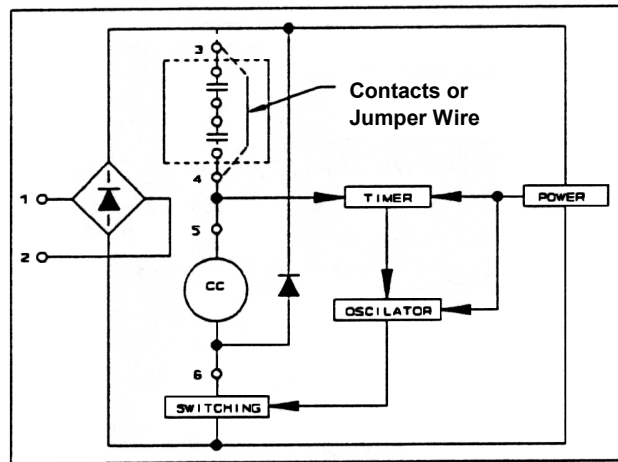 3
Contacts or
Jumper Wire
4
1
TIMER
POWER
5
2
CC
OSCILATOR
6
SWITCHING